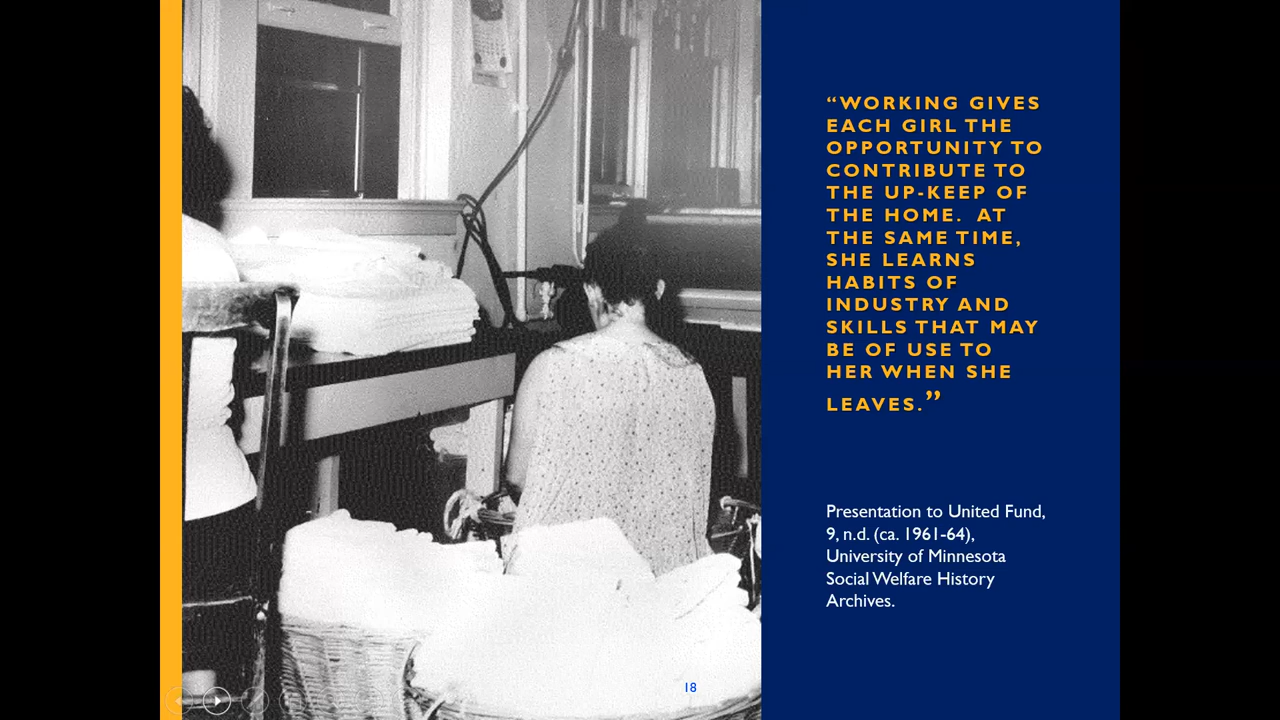 “WORKING GIVES
EACH GIRL THE
OPPORTUNITY TO
CONTRIBUTE TO
THE UP-KEEP OF
THE HOME.  AT
THE SAME TIME,
SHE LEARNS
HABITS OF
INDUSTRY AND
SKILLS THAT MAY
BE OF USE TO
HER WHEN SHE
LEAVES.”
Presentation to United Fund,
9, n.d. (ca. 1961-64),
University of Minnesota
Social Welfare History
Archives.
18